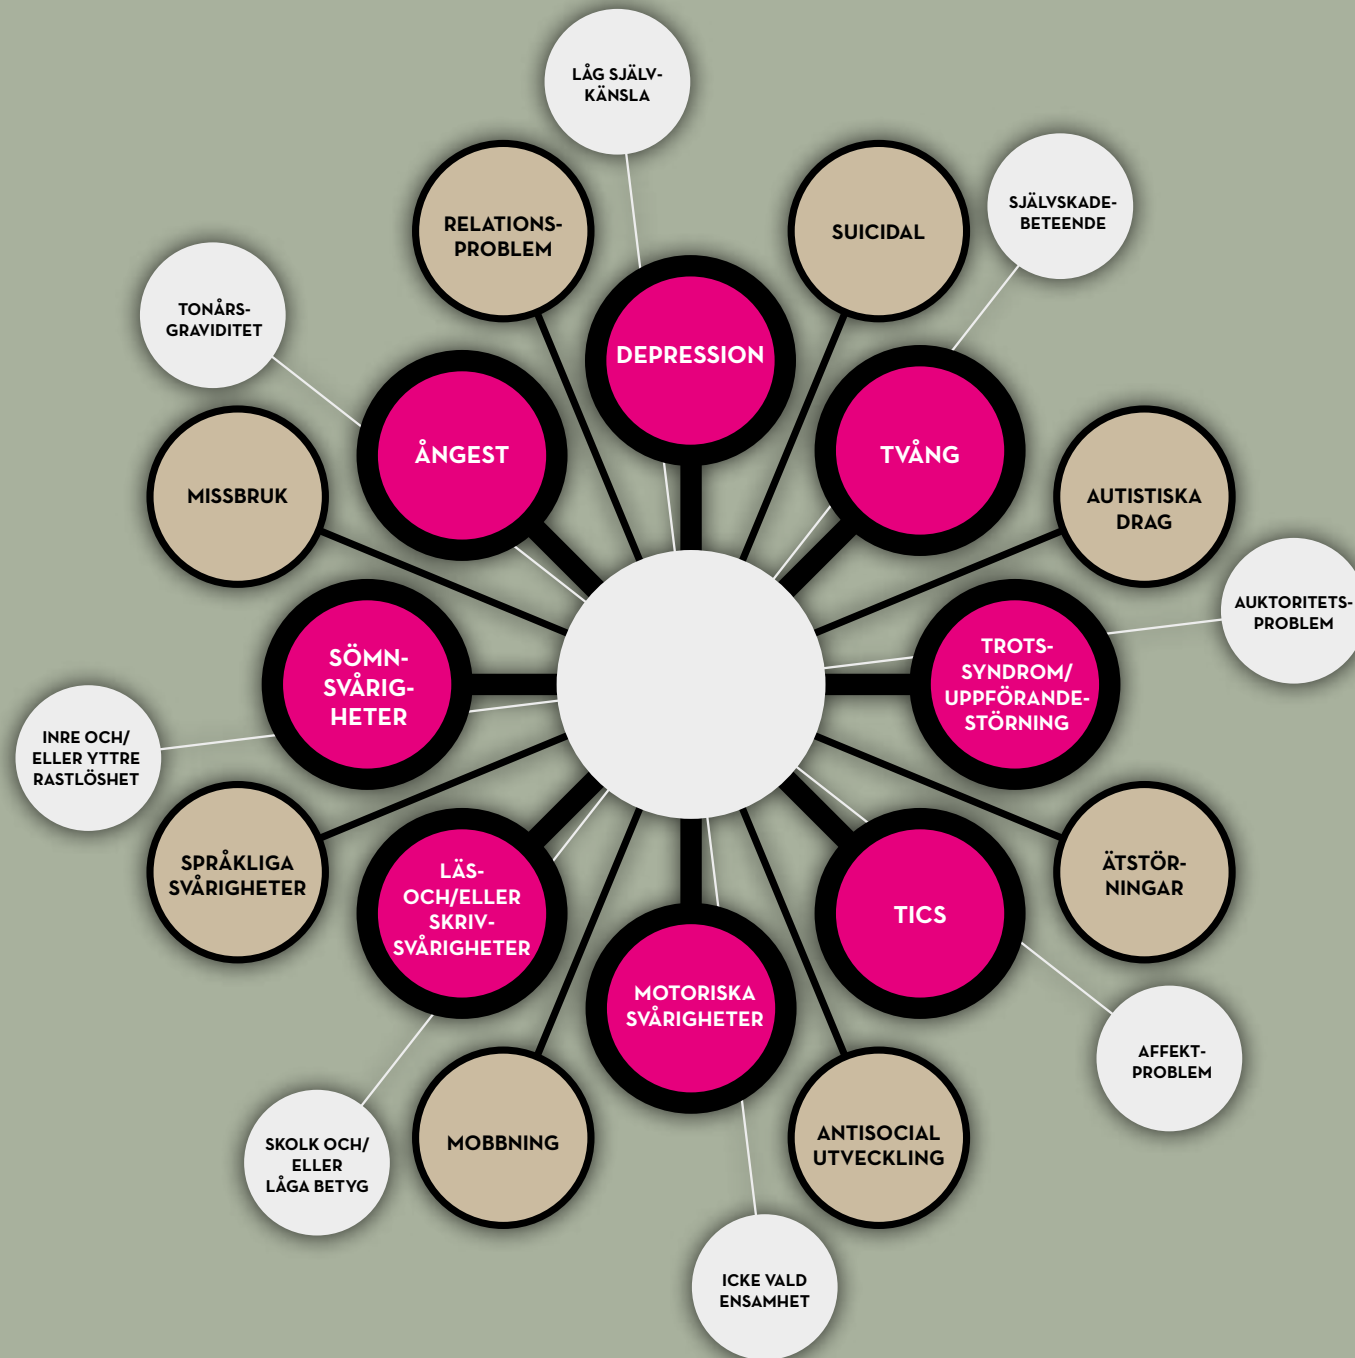 LÅG SJÄLV-
KÄNSLA
RELATIONS-
PROBLEM
SUICIDAL
SJÄLVSKADE-
BETEENDE
TONÅRS-
GRAVIDITET
DEPRESSION
ÅNGEST
TVÅNG
MISSBRUK
AUTISTISKA
DRAG
AUKTORITETS-
PROBLEM
SÖMN-
SVÅRIG-
HETER
TROTS-
SYNDROM/
UPPFÖRANDE-
STÖRNING
INRE OCH/
ELLER YTTRE
RASTLÖSHET
SPRÅKLIGA
SVÅRIGHETER
LÄS-
OCH/ELLER
SKRIV-
SVÅRIGHETER
TICS
ÄTSTÖR-
NINGAR
MOTORISKA
SVÅRIGHETER
AFFEKT-
PROBLEM
SKOLK OCH/
ELLER
LÅGA BETYG
MOBBNING
ANTISOCIAL
UTVECKLING
ICKE VALD
ENSAMHET